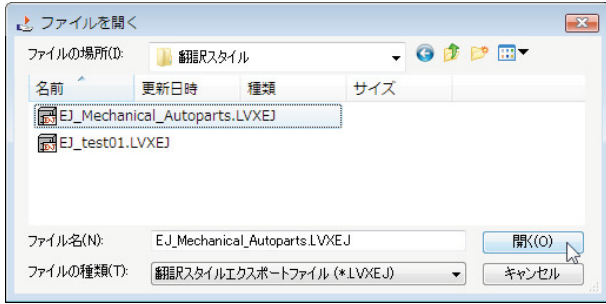 ファイルを開く
ファイルの場所(I): 翻訳スタイル
名前 更新日時 種類 サイズ
EJ_Mechanical_Autoparts.LVXEJ
EJ_test01.LVXEJ
ファイル名(N): EJ_Mechanical_Autoparts.LVXEJ 開く(O)
ファイルの種類(T): 翻訳スタイルエクスポートファイル (*.LVXEJ) キャンセル